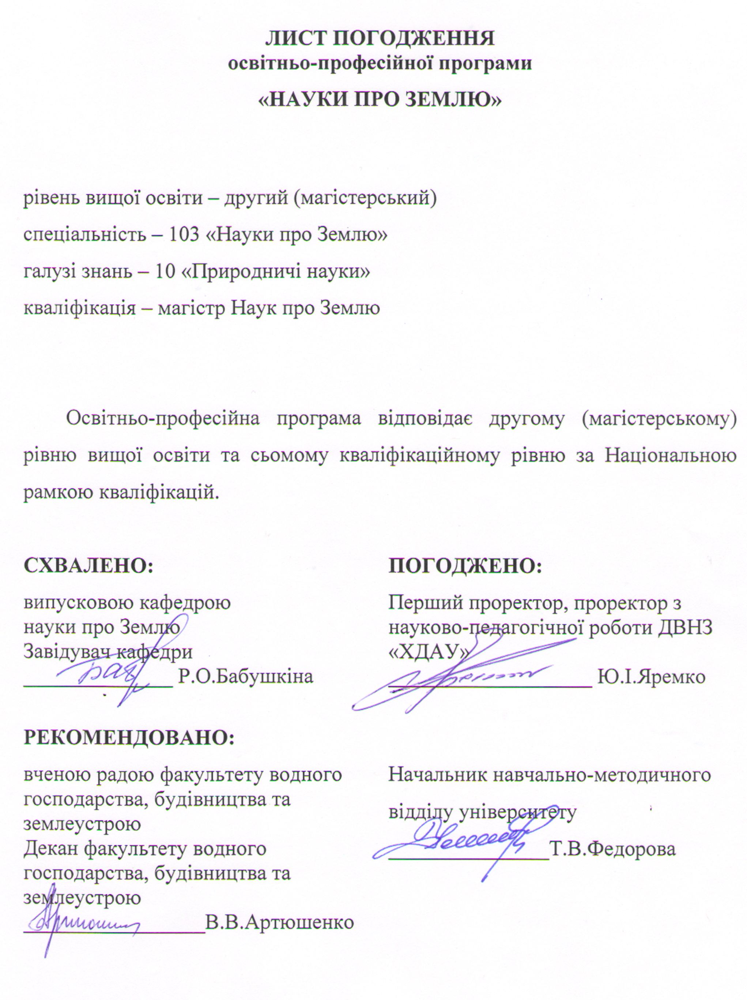 ЛИСТ ПОГОДЖЕННЯ
освітньо-професійної програми
«НАУКИ ПРО ЗЕМЛЮ»
рівень вищої освіти – другий (магістерський)
спеціальність – 103 «Науки про Землю»
галузі знань – 10 «Природничі науки»
кваліфікація – магістр Наук про Землю
Освітньо-професійна програма відповідає другому (магістерському)
рівню вищої освіти та сьомому кваліфікаційному рівню за Національною
рамкою кваліфікацій.
СХВАЛЕНО:
випусковою кафедрою
науки про Землю
Завідувач кафедри
Р.О.Бабушкіна
ПОГОДЖЕНО:
Перший проректор, проректор з
науково-педагогічної роботи ДВНЗ
«ХДАУ»
Ю.І.Яремко
РЕКОМЕНДОВАНО:
вченою радою факультету водного
господарства, будівництва та
землеустрою
Декан факультету водного
господарства, будівництва та
землеустрою
В.В.Артюшенко
Начальник навчально-методичного
відділу університету
Т.В.Федорова